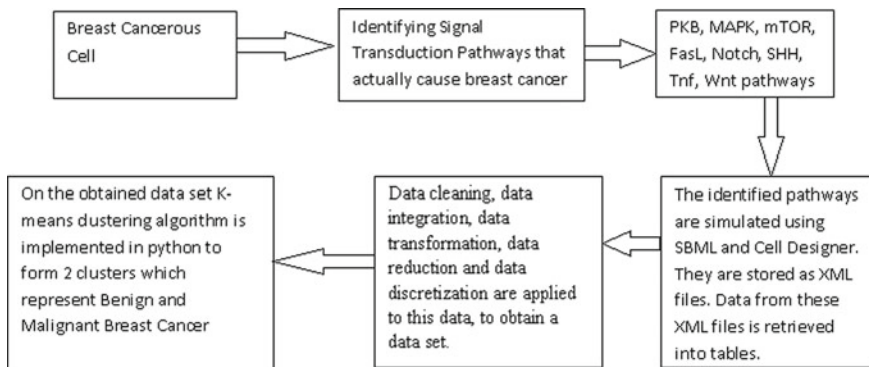 Breast Cancerous
Cell
Identifying Signal
Transduction Pathways that
actually cause breast cancer
PKB, MAPK, mTOR,
FasL, Notch, SHH,
Tnf, Wnt pathways
The identified pathways
are simulated using
SBML and Cell Designer.
They are stored as XML
files. Data from these
XML files is retrieved
into tables.
Data cleaning, data
integration, data
transformation, data
reduction and data
discretization are applied
to this data, to obtain a
data set.
On the obtained data set K-
means clustering algorithm is
implemented in python to
form 2 clusters which
represent Benign and
Malignant Breast Cancer